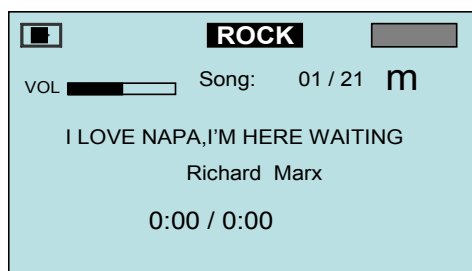 ROCK
VOL Song: 01 / 21 m
I LOVE NAPA,I'M HERE WAITING
Richard Marx
0:00 / 0:00